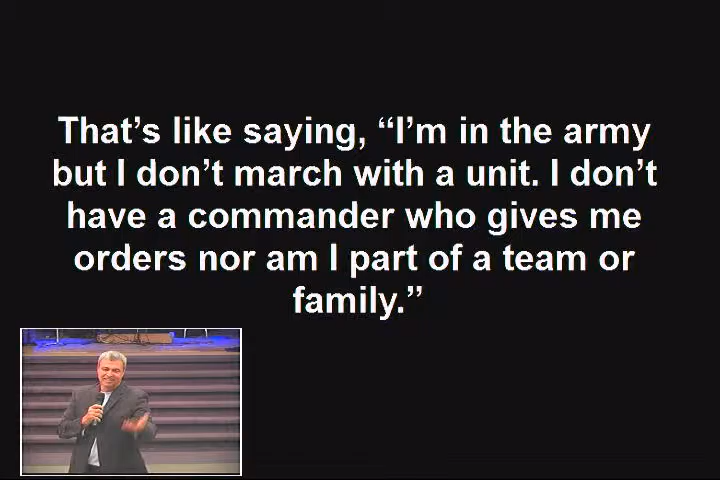 That’s like saying, “I’m in the army
but I don’t march with a unit. I don’t
have a commander who gives me
orders nor am I part of a team or
family.”